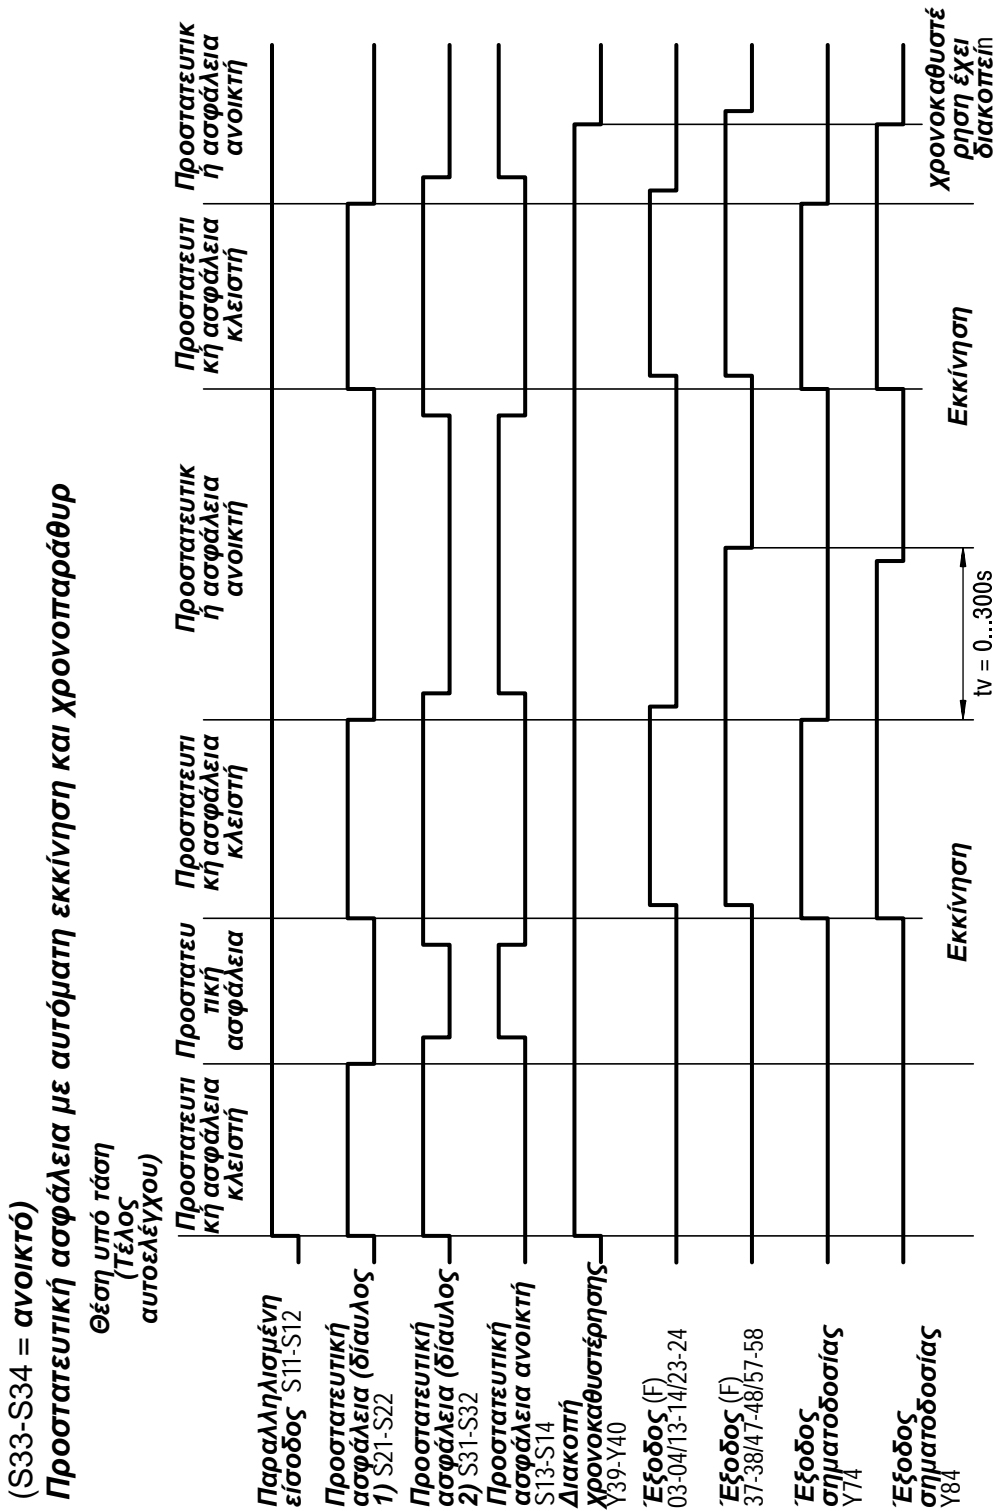 (S33-S34 = ανοικτό)
Προστατευτική ασφάλεια με αυτόματη εκκίνηση και χρονοπαράθυρ
Θέση υπό τάση
(Τέλος
αυτοελέγχου)
Προστατευτι
κή ασφάλεια
κλειστή
Προστατευ
τική
ασφάλεια
Προστατευτι
κή ασφάλεια
κλειστή
Προστατευτικ
ή ασφάλεια
ανοικτή
Προστατευτι
κή ασφάλεια
κλειστή
Προστατευτικ
ή ασφάλεια
ανοικτή
Παραλληλισμένη
είσοδος S11-S12
Προστατευτική
ασφάλεια (δίαυλος
1) S21-S22
Προστατευτική
ασφάλεια (δίαυλος
2) S31-S32
Προστατευτική
ασφάλεια ανοικτή
S13-S14
Διακοπή
χρονοκαθυστέρησης
Y39-Y40
Έξοδος (F)
03-04/13-14/23-24
Έξοδος (F)
37-38/47-48/57-58
Έξοδος
σηματοδοσίας
Y74
Έξοδος
σηματοδοσίας
Y84
Εκκίνηση
tv = 0...300s
Εκκίνηση
χρονοκαθυστέ
ρηση έχει
διακοπείn